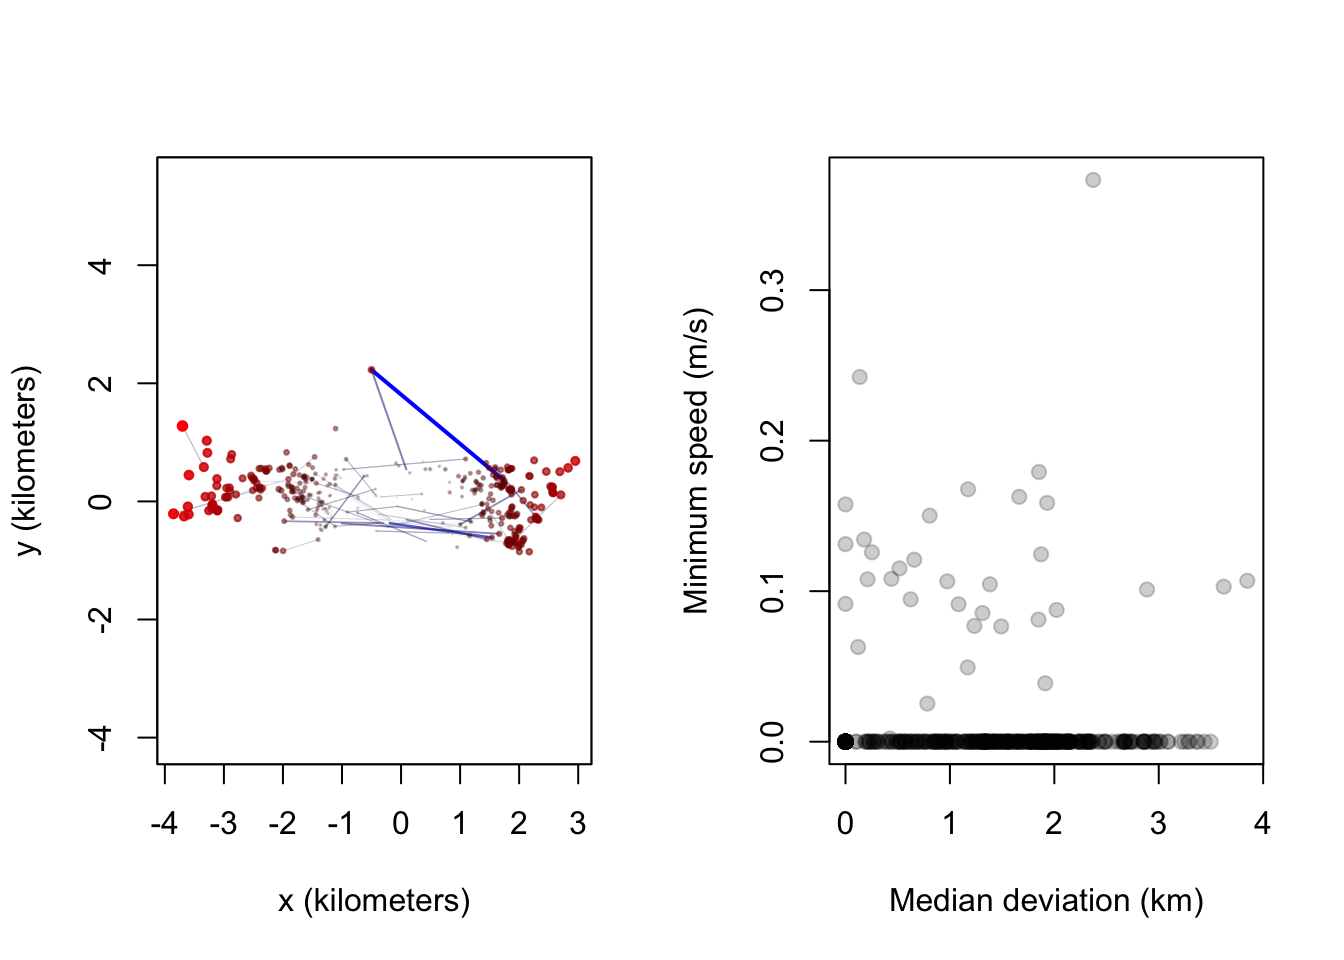 y (kilometers)
4
2
0
-2
-4
-4 -3 -2 -1 0 1 2 3
x (kilometers)
Minimum speed (m/s)
0.3
0.2
0.1
0.0
0 1 2 3 4
Median deviation (km)